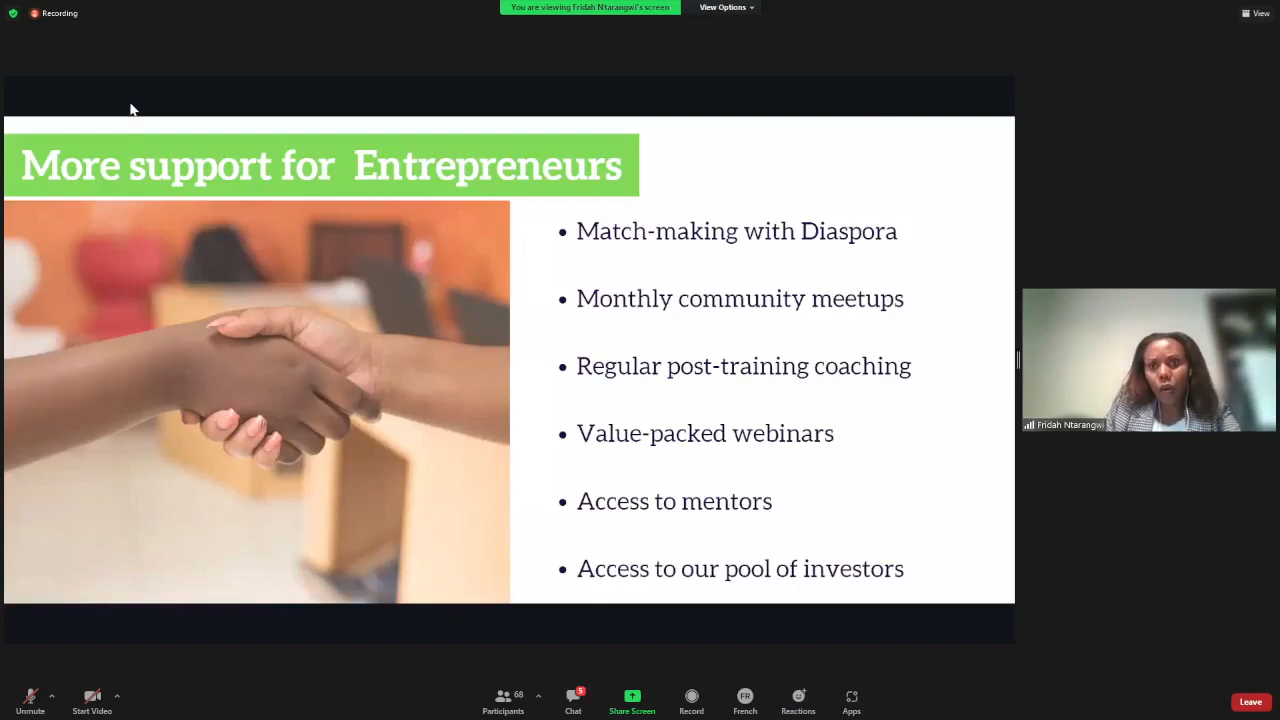 Recording
You are viewing Fridah Ntarangwi's screen
View Options
View
More support for Entrepreneurs
• Match-making with Diaspora
• Monthly community meetups
• Regular post-training coaching
• Value-packed webinars
• Access to mentors
• Access to our pool of investors
Fridah Ntarangwi
68
5
FR
Unmute
Start Video
Participants
Chat
Share Screen
Record
French
Reactions
Apps
Leave